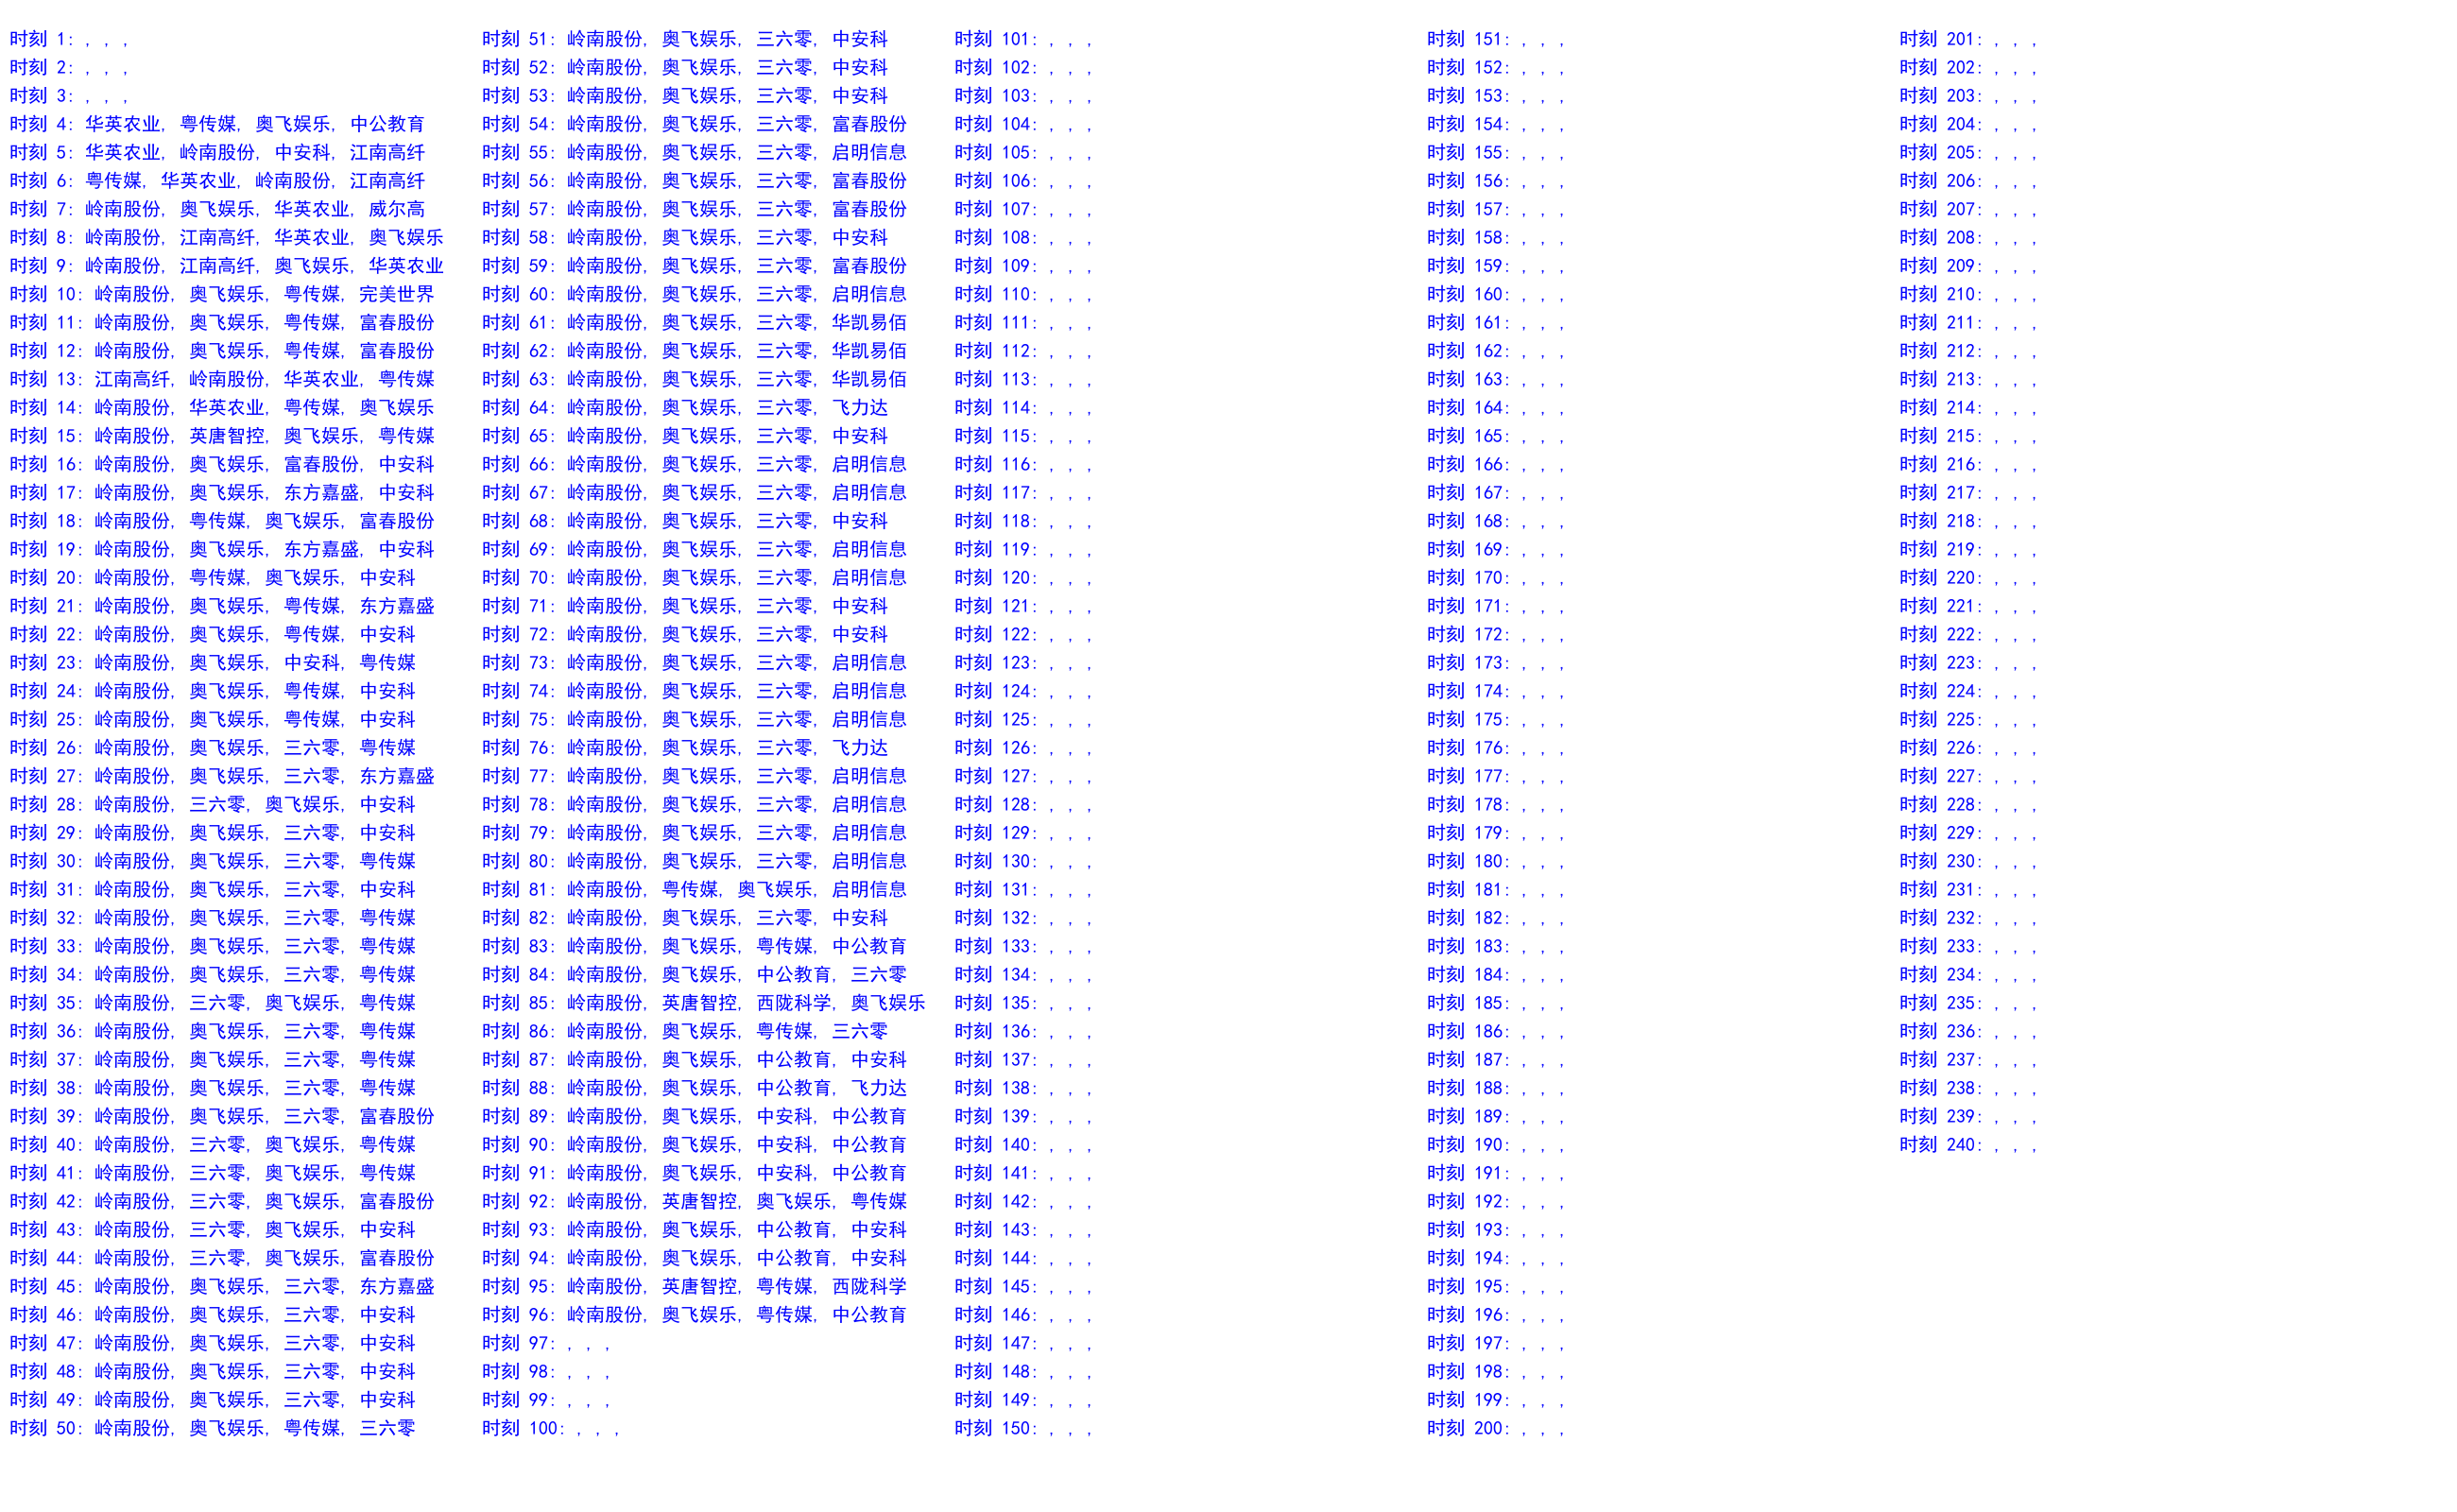 时刻 1: , , ,
时刻 2: , , ,
时刻 3: , , ,
时刻 4: 华英农业, 粤传媒, 奥飞娱乐, 中公教育
时刻 5: 华英农业, 岭南股份, 中安科, 江南高纤
时刻 6: 粤传媒, 华英农业, 岭南股份, 江南高纤
时刻 7: 岭南股份, 奥飞娱乐, 华英农业, 威尔高
时刻 8: 岭南股份, 江南高纤, 华英农业, 奥飞娱乐
时刻 9: 岭南股份, 江南高纤, 奥飞娱乐, 华英农业
时刻 10: 岭南股份, 奥飞娱乐, 粤传媒, 完美世界
时刻 11: 岭南股份, 奥飞娱乐, 粤传媒, 富春股份
时刻 12: 岭南股份, 奥飞娱乐, 粤传媒, 富春股份
时刻 13: 江南高纤, 岭南股份, 华英农业, 粤传媒
时刻 14: 岭南股份, 华英农业, 粤传媒, 奥飞娱乐
时刻 15: 岭南股份, 英唐智控, 奥飞娱乐, 粤传媒
时刻 16: 岭南股份, 奥飞娱乐, 富春股份, 中安科
时刻 17: 岭南股份, 奥飞娱乐, 东方嘉盛, 中安科
时刻 18: 岭南股份, 粤传媒, 奥飞娱乐, 富春股份
时刻 19: 岭南股份, 奥飞娱乐, 东方嘉盛, 中安科
时刻 20: 岭南股份, 粤传媒, 奥飞娱乐, 中安科
时刻 21: 岭南股份, 奥飞娱乐, 粤传媒, 东方嘉盛
时刻 22: 岭南股份, 奥飞娱乐, 粤传媒, 中安科
时刻 23: 岭南股份, 奥飞娱乐, 中安科, 粤传媒
时刻 24: 岭南股份, 奥飞娱乐, 粤传媒, 中安科
时刻 25: 岭南股份, 奥飞娱乐, 粤传媒, 中安科
时刻 26: 岭南股份, 奥飞娱乐, 三六零, 粤传媒
时刻 27: 岭南股份, 奥飞娱乐, 三六零, 东方嘉盛
时刻 28: 岭南股份, 三六零, 奥飞娱乐, 中安科
时刻 29: 岭南股份, 奥飞娱乐, 三六零, 中安科
时刻 30: 岭南股份, 奥飞娱乐, 三六零, 粤传媒
时刻 31: 岭南股份, 奥飞娱乐, 三六零, 中安科
时刻 32: 岭南股份, 奥飞娱乐, 三六零, 粤传媒
时刻 33: 岭南股份, 奥飞娱乐, 三六零, 粤传媒
时刻 34: 岭南股份, 奥飞娱乐, 三六零, 粤传媒
时刻 35: 岭南股份, 三六零, 奥飞娱乐, 粤传媒
时刻 36: 岭南股份, 奥飞娱乐, 三六零, 粤传媒
时刻 37: 岭南股份, 奥飞娱乐, 三六零, 粤传媒
时刻 38: 岭南股份, 奥飞娱乐, 三六零, 粤传媒
时刻 39: 岭南股份, 奥飞娱乐, 三六零, 富春股份
时刻 40: 岭南股份, 三六零, 奥飞娱乐, 粤传媒
时刻 41: 岭南股份, 三六零, 奥飞娱乐, 粤传媒
时刻 42: 岭南股份, 三六零, 奥飞娱乐, 富春股份
时刻 43: 岭南股份, 三六零, 奥飞娱乐, 中安科
时刻 44: 岭南股份, 三六零, 奥飞娱乐, 富春股份
时刻 45: 岭南股份, 奥飞娱乐, 三六零, 东方嘉盛
时刻 46: 岭南股份, 奥飞娱乐, 三六零, 中安科
时刻 47: 岭南股份, 奥飞娱乐, 三六零, 中安科
时刻 48: 岭南股份, 奥飞娱乐, 三六零, 中安科
时刻 49: 岭南股份, 奥飞娱乐, 三六零, 中安科
时刻 50: 岭南股份, 奥飞娱乐, 粤传媒, 三六零
时刻 51: 岭南股份, 奥飞娱乐, 三六零, 中安科
时刻 52: 岭南股份, 奥飞娱乐, 三六零, 中安科
时刻 53: 岭南股份, 奥飞娱乐, 三六零, 中安科
时刻 54: 岭南股份, 奥飞娱乐, 三六零, 富春股份
时刻 55: 岭南股份, 奥飞娱乐, 三六零, 启明信息
时刻 56: 岭南股份, 奥飞娱乐, 三六零, 富春股份
时刻 57: 岭南股份, 奥飞娱乐, 三六零, 富春股份
时刻 58: 岭南股份, 奥飞娱乐, 三六零, 中安科
时刻 59: 岭南股份, 奥飞娱乐, 三六零, 富春股份
时刻 60: 岭南股份, 奥飞娱乐, 三六零, 启明信息
时刻 61: 岭南股份, 奥飞娱乐, 三六零, 华凯易佰
时刻 62: 岭南股份, 奥飞娱乐, 三六零, 华凯易佰
时刻 63: 岭南股份, 奥飞娱乐, 三六零, 华凯易佰
时刻 64: 岭南股份, 奥飞娱乐, 三六零, 飞力达
时刻 65: 岭南股份, 奥飞娱乐, 三六零, 中安科
时刻 66: 岭南股份, 奥飞娱乐, 三六零, 启明信息
时刻 67: 岭南股份, 奥飞娱乐, 三六零, 启明信息
时刻 68: 岭南股份, 奥飞娱乐, 三六零, 中安科
时刻 69: 岭南股份, 奥飞娱乐, 三六零, 启明信息
时刻 70: 岭南股份, 奥飞娱乐, 三六零, 启明信息
时刻 71: 岭南股份, 奥飞娱乐, 三六零, 中安科
时刻 72: 岭南股份, 奥飞娱乐, 三六零, 中安科
时刻 73: 岭南股份, 奥飞娱乐, 三六零, 启明信息
时刻 74: 岭南股份, 奥飞娱乐, 三六零, 启明信息
时刻 75: 岭南股份, 奥飞娱乐, 三六零, 启明信息
时刻 76: 岭南股份, 奥飞娱乐, 三六零, 飞力达
时刻 77: 岭南股份, 奥飞娱乐, 三六零, 启明信息
时刻 78: 岭南股份, 奥飞娱乐, 三六零, 启明信息
时刻 79: 岭南股份, 奥飞娱乐, 三六零, 启明信息
时刻 80: 岭南股份, 奥飞娱乐, 三六零, 启明信息
时刻 81: 岭南股份, 粤传媒, 奥飞娱乐, 启明信息
时刻 82: 岭南股份, 奥飞娱乐, 三六零, 中安科
时刻 83: 岭南股份, 奥飞娱乐, 粤传媒, 中公教育
时刻 84: 岭南股份, 奥飞娱乐, 中公教育, 三六零
时刻 85: 岭南股份, 英唐智控, 西陇科学, 奥飞娱乐
时刻 86: 岭南股份, 奥飞娱乐, 粤传媒, 三六零
时刻 87: 岭南股份, 奥飞娱乐, 中公教育, 中安科
时刻 88: 岭南股份, 奥飞娱乐, 中公教育, 飞力达
时刻 89: 岭南股份, 奥飞娱乐, 中安科, 中公教育
时刻 90: 岭南股份, 奥飞娱乐, 中安科, 中公教育
时刻 91: 岭南股份, 奥飞娱乐, 中安科, 中公教育
时刻 92: 岭南股份, 英唐智控, 奥飞娱乐, 粤传媒
时刻 93: 岭南股份, 奥飞娱乐, 中公教育, 中安科
时刻 94: 岭南股份, 奥飞娱乐, 中公教育, 中安科
时刻 95: 岭南股份, 英唐智控, 粤传媒, 西陇科学
时刻 96: 岭南股份, 奥飞娱乐, 粤传媒, 中公教育
时刻 97: , , ,
时刻 98: , , ,
时刻 99: , , ,
时刻 100: , , ,
时刻 101: , , ,
时刻 102: , , ,
时刻 103: , , ,
时刻 104: , , ,
时刻 105: , , ,
时刻 106: , , ,
时刻 107: , , ,
时刻 108: , , ,
时刻 109: , , ,
时刻 110: , , ,
时刻 111: , , ,
时刻 112: , , ,
时刻 113: , , ,
时刻 114: , , ,
时刻 115: , , ,
时刻 116: , , ,
时刻 117: , , ,
时刻 118: , , ,
时刻 119: , , ,
时刻 120: , , ,
时刻 121: , , ,
时刻 122: , , ,
时刻 123: , , ,
时刻 124: , , ,
时刻 125: , , ,
时刻 126: , , ,
时刻 127: , , ,
时刻 128: , , ,
时刻 129: , , ,
时刻 130: , , ,
时刻 131: , , ,
时刻 132: , , ,
时刻 133: , , ,
时刻 134: , , ,
时刻 135: , , ,
时刻 136: , , ,
时刻 137: , , ,
时刻 138: , , ,
时刻 139: , , ,
时刻 140: , , ,
时刻 141: , , ,
时刻 142: , , ,
时刻 143: , , ,
时刻 144: , , ,
时刻 145: , , ,
时刻 146: , , ,
时刻 147: , , ,
时刻 148: , , ,
时刻 149: , , ,
时刻 150: , , ,
时刻 151: , , ,
时刻 152: , , ,
时刻 153: , , ,
时刻 154: , , ,
时刻 155: , , ,
时刻 156: , , ,
时刻 157: , , ,
时刻 158: , , ,
时刻 159: , , ,
时刻 160: , , ,
时刻 161: , , ,
时刻 162: , , ,
时刻 163: , , ,
时刻 164: , , ,
时刻 165: , , ,
时刻 166: , , ,
时刻 167: , , ,
时刻 168: , , ,
时刻 169: , , ,
时刻 170: , , ,
时刻 171: , , ,
时刻 172: , , ,
时刻 173: , , ,
时刻 174: , , ,
时刻 175: , , ,
时刻 176: , , ,
时刻 177: , , ,
时刻 178: , , ,
时刻 179: , , ,
时刻 180: , , ,
时刻 181: , , ,
时刻 182: , , ,
时刻 183: , , ,
时刻 184: , , ,
时刻 185: , , ,
时刻 186: , , ,
时刻 187: , , ,
时刻 188: , , ,
时刻 189: , , ,
时刻 190: , , ,
时刻 191: , , ,
时刻 192: , , ,
时刻 193: , , ,
时刻 194: , , ,
时刻 195: , , ,
时刻 196: , , ,
时刻 197: , , ,
时刻 198: , , ,
时刻 199: , , ,
时刻 200: , , ,
时刻 201: , , ,
时刻 202: , , ,
时刻 203: , , ,
时刻 204: , , ,
时刻 205: , , ,
时刻 206: , , ,
时刻 207: , , ,
时刻 208: , , ,
时刻 209: , , ,
时刻 210: , , ,
时刻 211: , , ,
时刻 212: , , ,
时刻 213: , , ,
时刻 214: , , ,
时刻 215: , , ,
时刻 216: , , ,
时刻 217: , , ,
时刻 218: , , ,
时刻 219: , , ,
时刻 220: , , ,
时刻 221: , , ,
时刻 222: , , ,
时刻 223: , , ,
时刻 224: , , ,
时刻 225: , , ,
时刻 226: , , ,
时刻 227: , , ,
时刻 228: , , ,
时刻 229: , , ,
时刻 230: , , ,
时刻 231: , , ,
时刻 232: , , ,
时刻 233: , , ,
时刻 234: , , ,
时刻 235: , , ,
时刻 236: , , ,
时刻 237: , , ,
时刻 238: , , ,
时刻 239: , , ,
时刻 240: , , ,